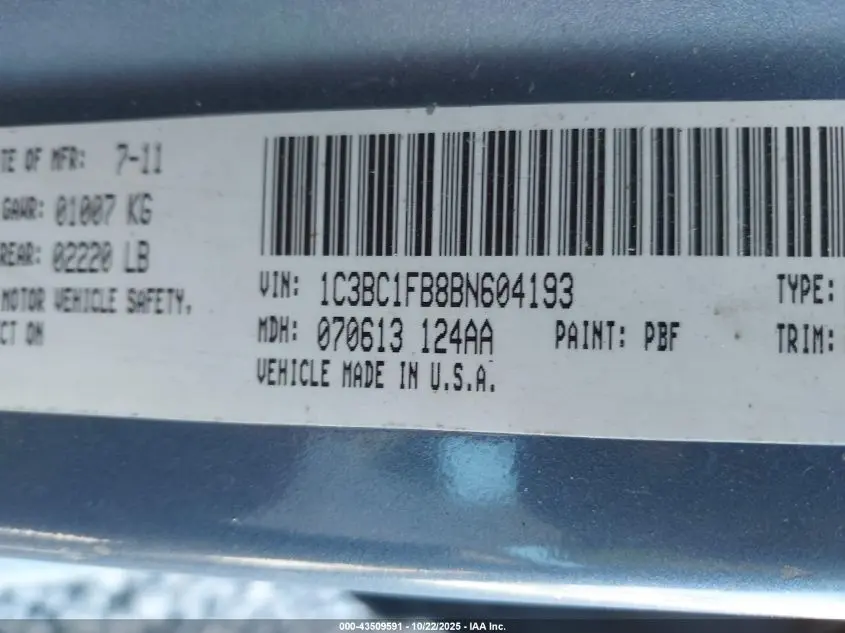 TE OF MFR: 7-11
GAWR: 01007 KG
REAR: 02220 LB
MOTOR VEHICLE SAFETY,
CT ON
VIN: 1C3BC1FB8BN604193 TYPE:
MDH: 070613 124AA PAINT: PBF TRIM:
VEHICLE MADE IN U.S.A.
000-43509591 - 10/22/2025 - IAA Inc.